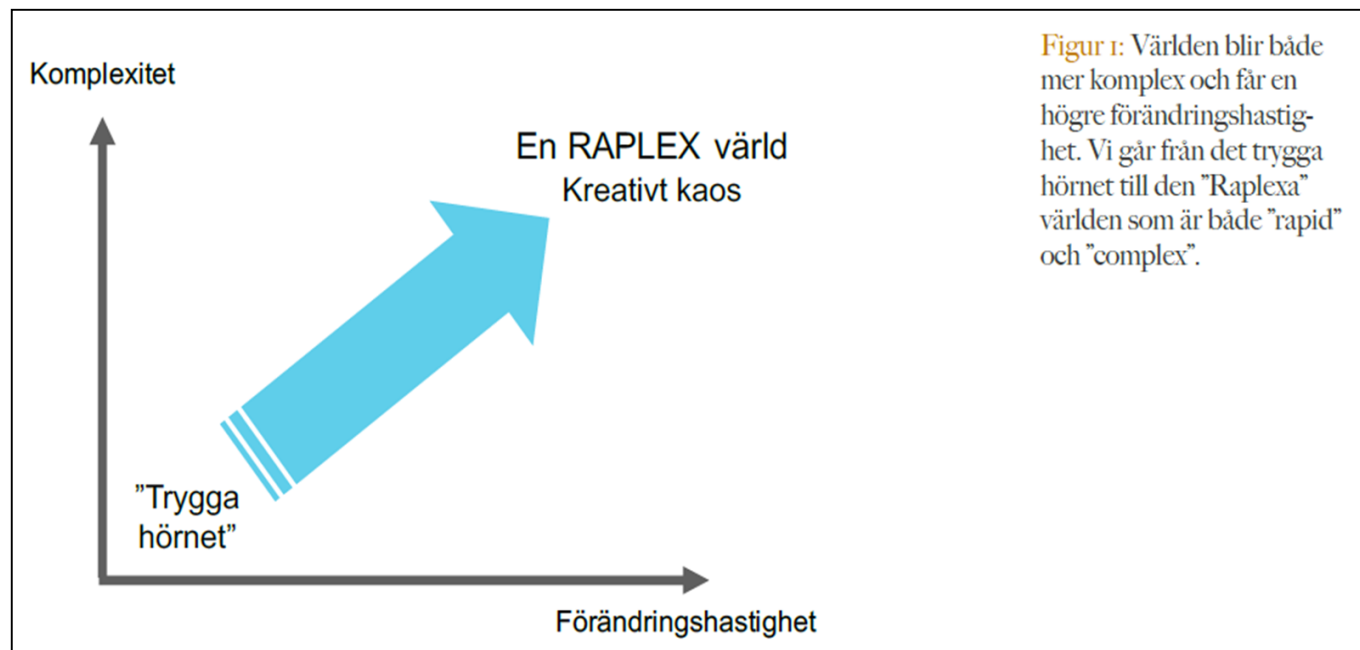 Komplexitet
En RAPLEX värld
Kreativt kaos
”Trygga
hörnet”
Förändringshastighet
Figur 1: Världen blir både
mer komplex och får en
högre förändringshastig-
het. Vi går från det trygga
hörnet till den ”Raplexa”
världen som är både ”rapid”
och ”complex”.